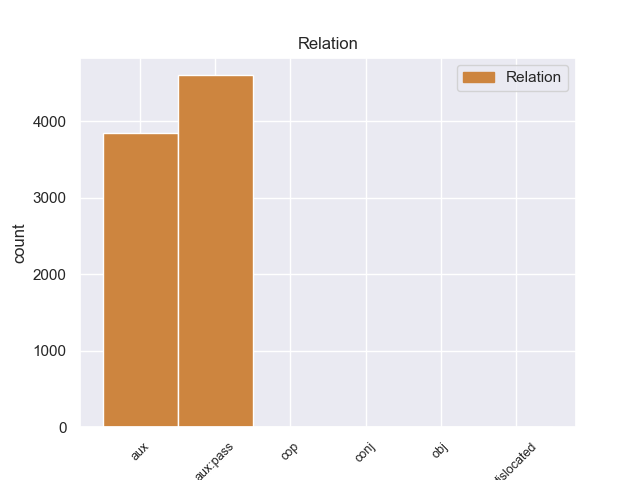 Relation
Relation
count
4000
3000
2000
1000
0
aux
aux:pass
cop
conj
obj